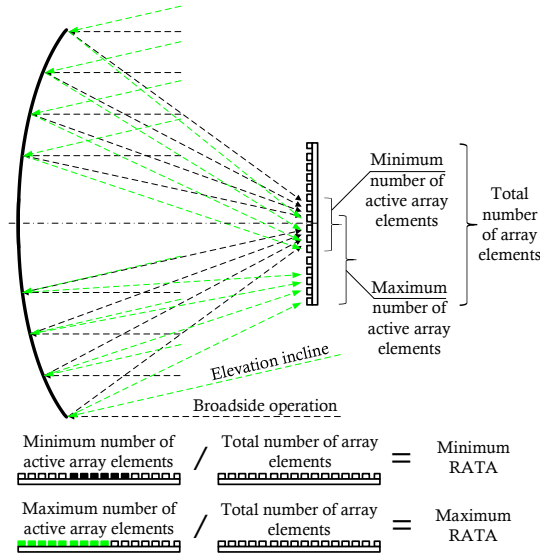 Minimum
number of
active array
elements
Total
number
of array
elements
Maximum
number of
active array
elements
Elevation incline
Broadside operation
Minimum number of
active array elements
/
Total number of array
elements
=
Minimum
RATA
Maximum number of
active array elements
/
Total number of array
elements
=
Maximum
RATA